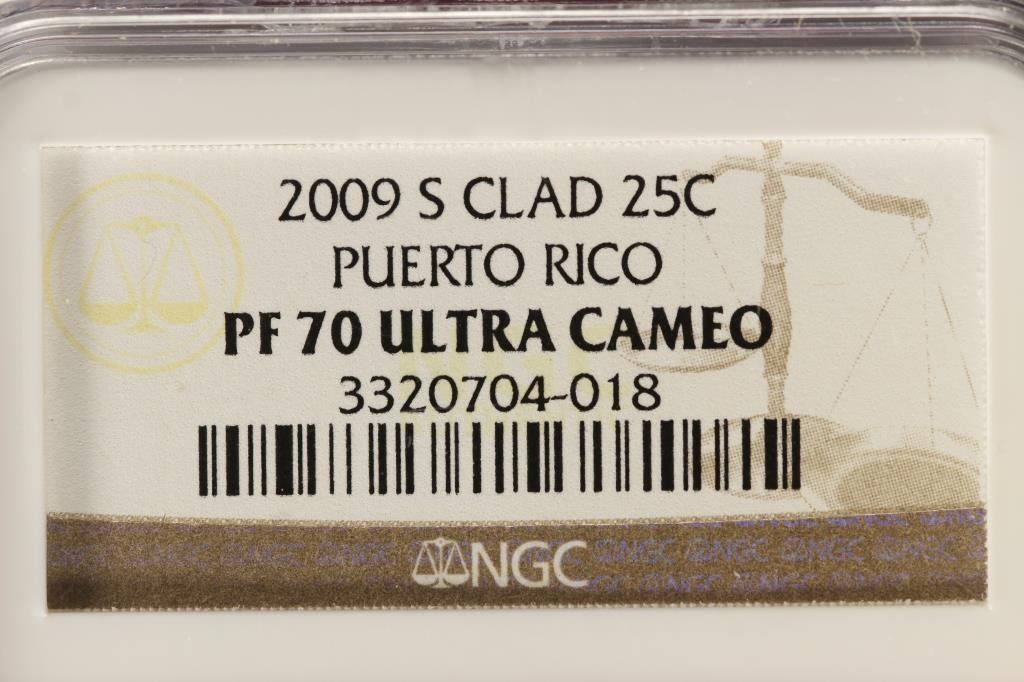 2009 S CLAD 25C
PUERTO RICO
PF 70 ULTRA CAMEO
3320704-018
NGC